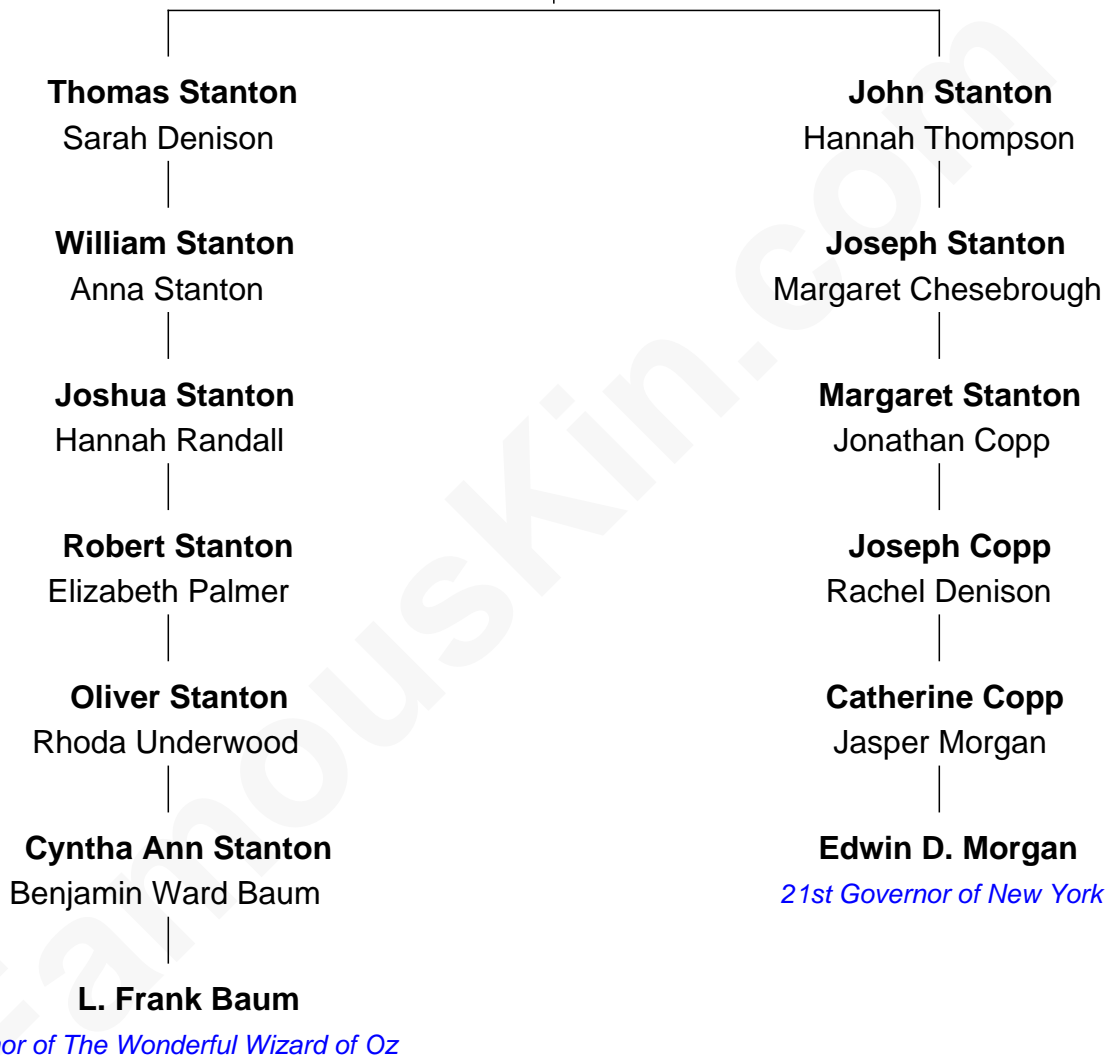 Thomas Stanton
Sarah Denison
John Stanton
Hannah Thompson
William Stanton
Anna Stanton
Joseph Stanton
Margaret Chesebrough
Joshua Stanton
Hannah Randall
Margaret Stanton
Jonathan Copp
Robert Stanton
Elizabeth Palmer
Joseph Copp
Rachel Denison
Oliver Stanton
Rhoda Underwood
Catherine Copp
Jasper Morgan
Cyntha Ann Stanton
Benjamin Ward Baum
Edwin D. Morgan
21st Governor of New York
L. Frank Baum
of The Wonderful Wizard of Oz
FamousKin.com